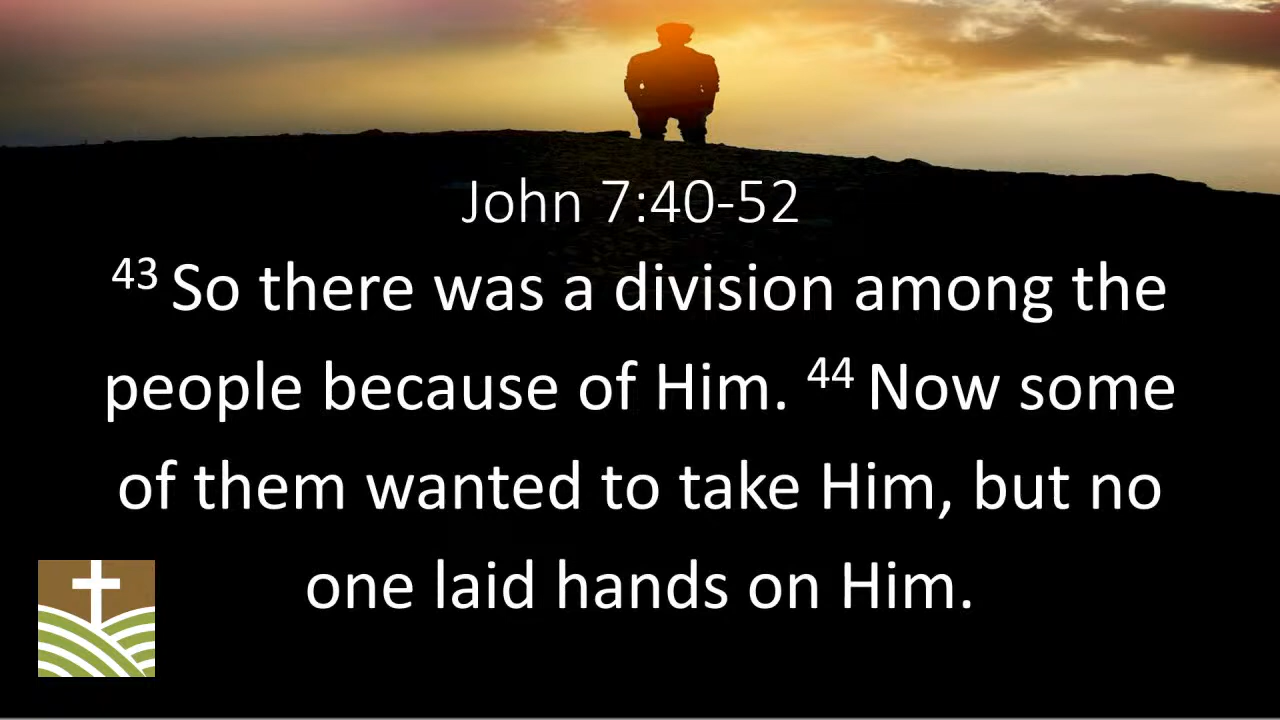 John 7:40-52
43 So there was a division among the
people because of Him. 44 Now some
of them wanted to take Him, but no
one laid hands on Him.